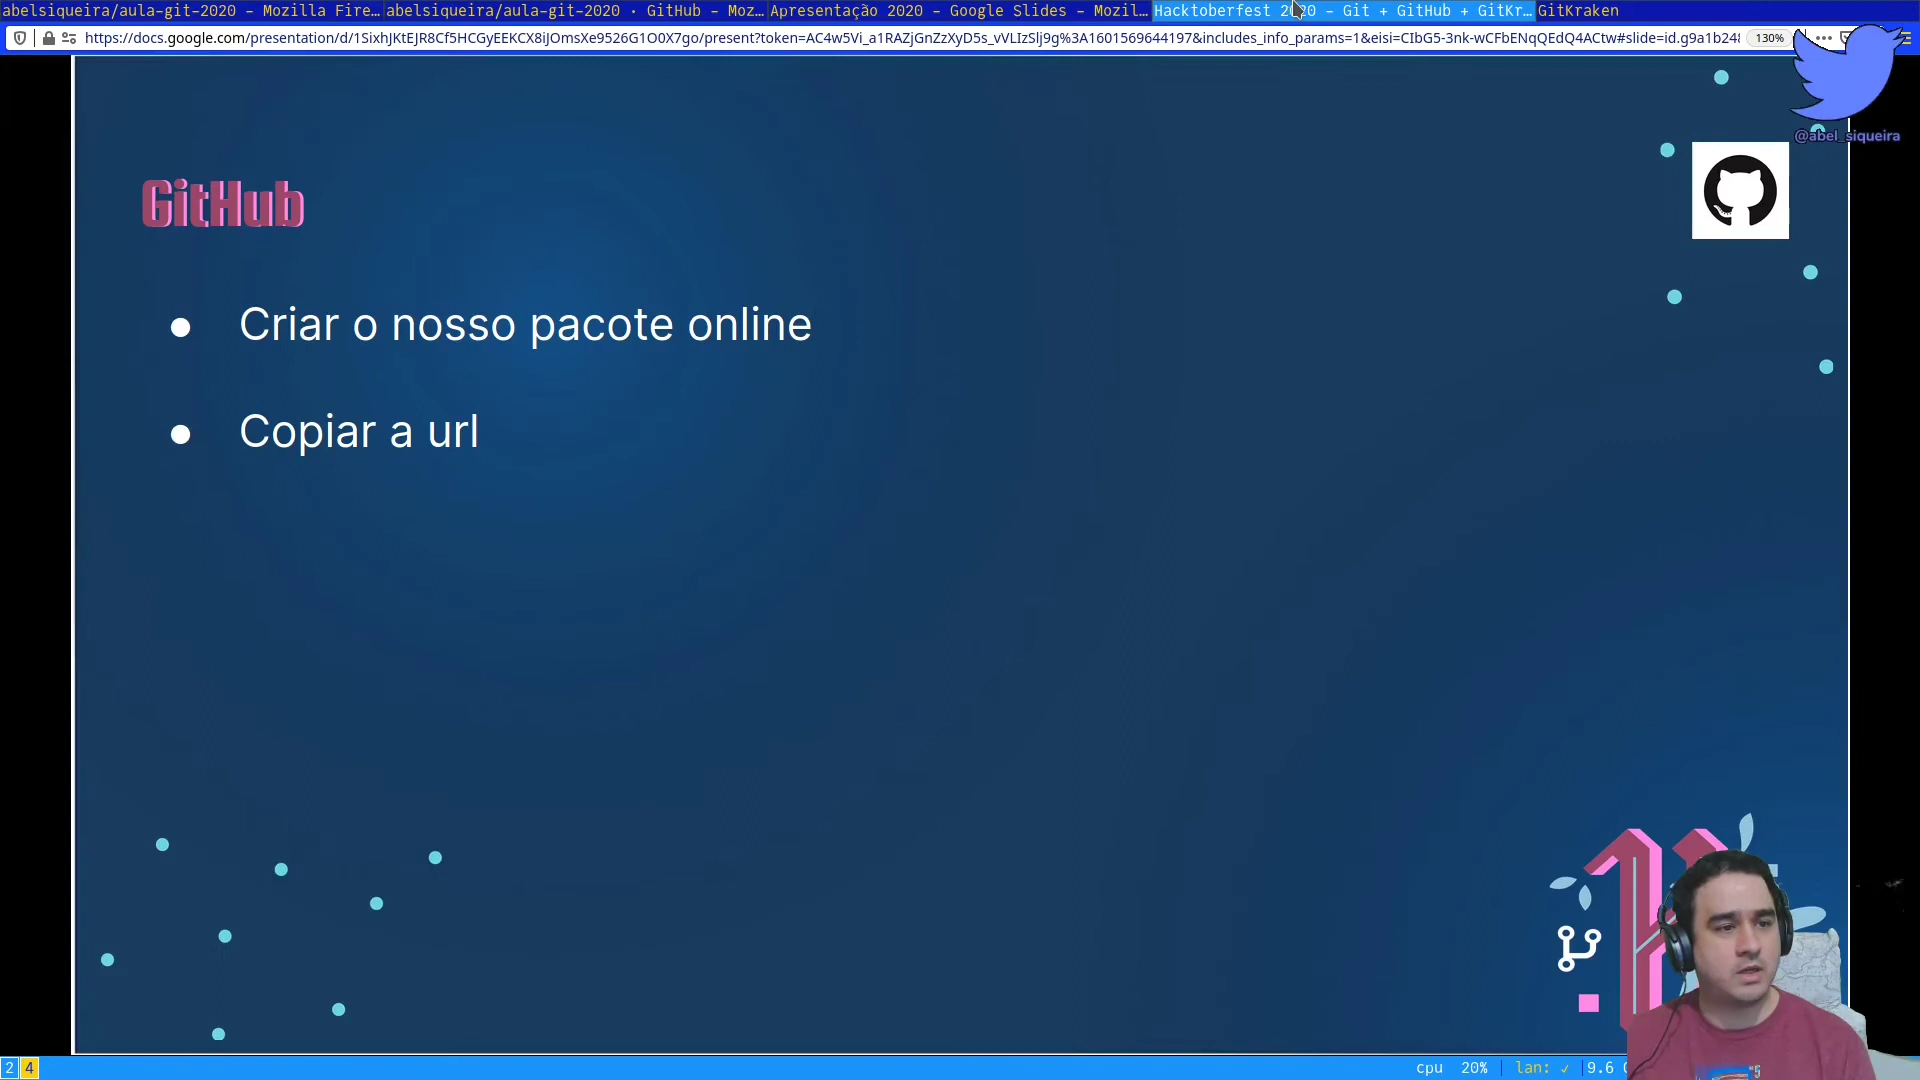 abelsiqueira/aula-git-2020 - Mozilla Fire…
abelsiqueira/aula-git-2020 · GitHub - Moz…
Apresentação 2020 - Google Slides - Mozil…
Hacktoberfest 2020 - Git + GitHub + GitKr…
GitKraken
https://docs.google.com/presentation/d/1SixhJKtEJR8Cf5HCGyEEKCX8iJOmsXe9526G1O0X7go/present?token=AC4w5Vi_a1RAZjGnZzXyD5s_vVLIzSlj9g%3A1601569644197&includes_info_params=1&eisi=CIbG5-3nk-wCFbENqQEdQ4ACtw#slide=id.g9a1b248
130%
@abel_siqueira
GitHub
● Criar o nosso pacote online
● Copiar a url
2 4
cpu 20% | lan: ✓ | 9.6